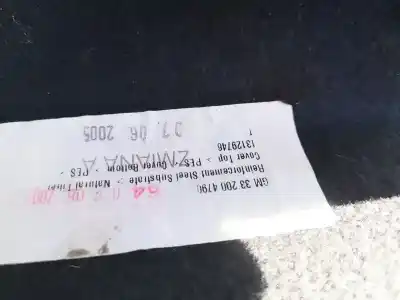 GM 33 200 4790
Reinforcement Steel Substrate - Natural Fiber
Cover Top > PES < Cover Bottom > PES <
13129746
1
ZMIANA A
07. 06 2005